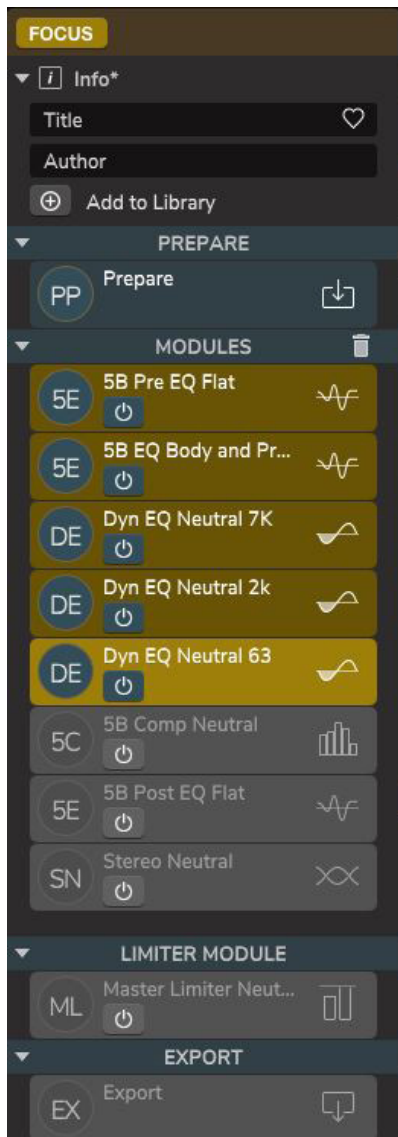 FOCUS
i Info*
Title
Author
Add to Library
PREPARE
PP Prepare
MODULES
5E 5B Pre EQ Flat
5E 5B EQ Body and Pr...
DE Dyn EQ Neutral 7K
DE Dyn EQ Neutral 2k
DE Dyn EQ Neutral 63
5C 5B Comp Neutral
5E 5B Post EQ Flat
SN Stereo Neutral
LIMITER MODULE
ML Master Limiter Neut...
EXPORT
EX Export